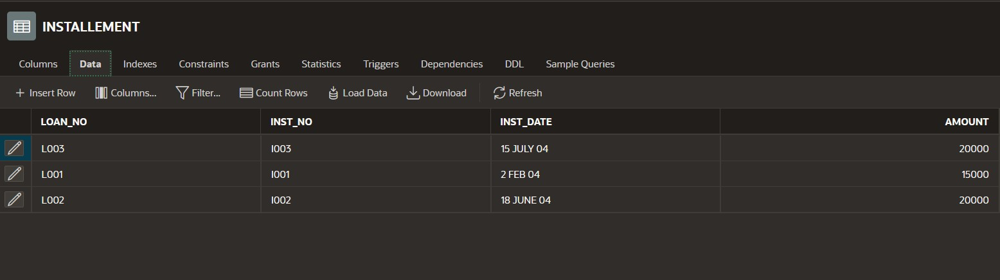 INSTALLEMENT
Columns Data Indexes Constraints Grants Statistics Triggers Dependencies DDL Sample Queries
Insert Row Columns... Filter... Count Rows Load Data Download Refresh
LOAN_NO INST_NO INST_DATE AMOUNT
L003 I003 15 JULY 04 20000
L001 I001 2 FEB 04 15000
L002 I002 18 JUNE 04 20000